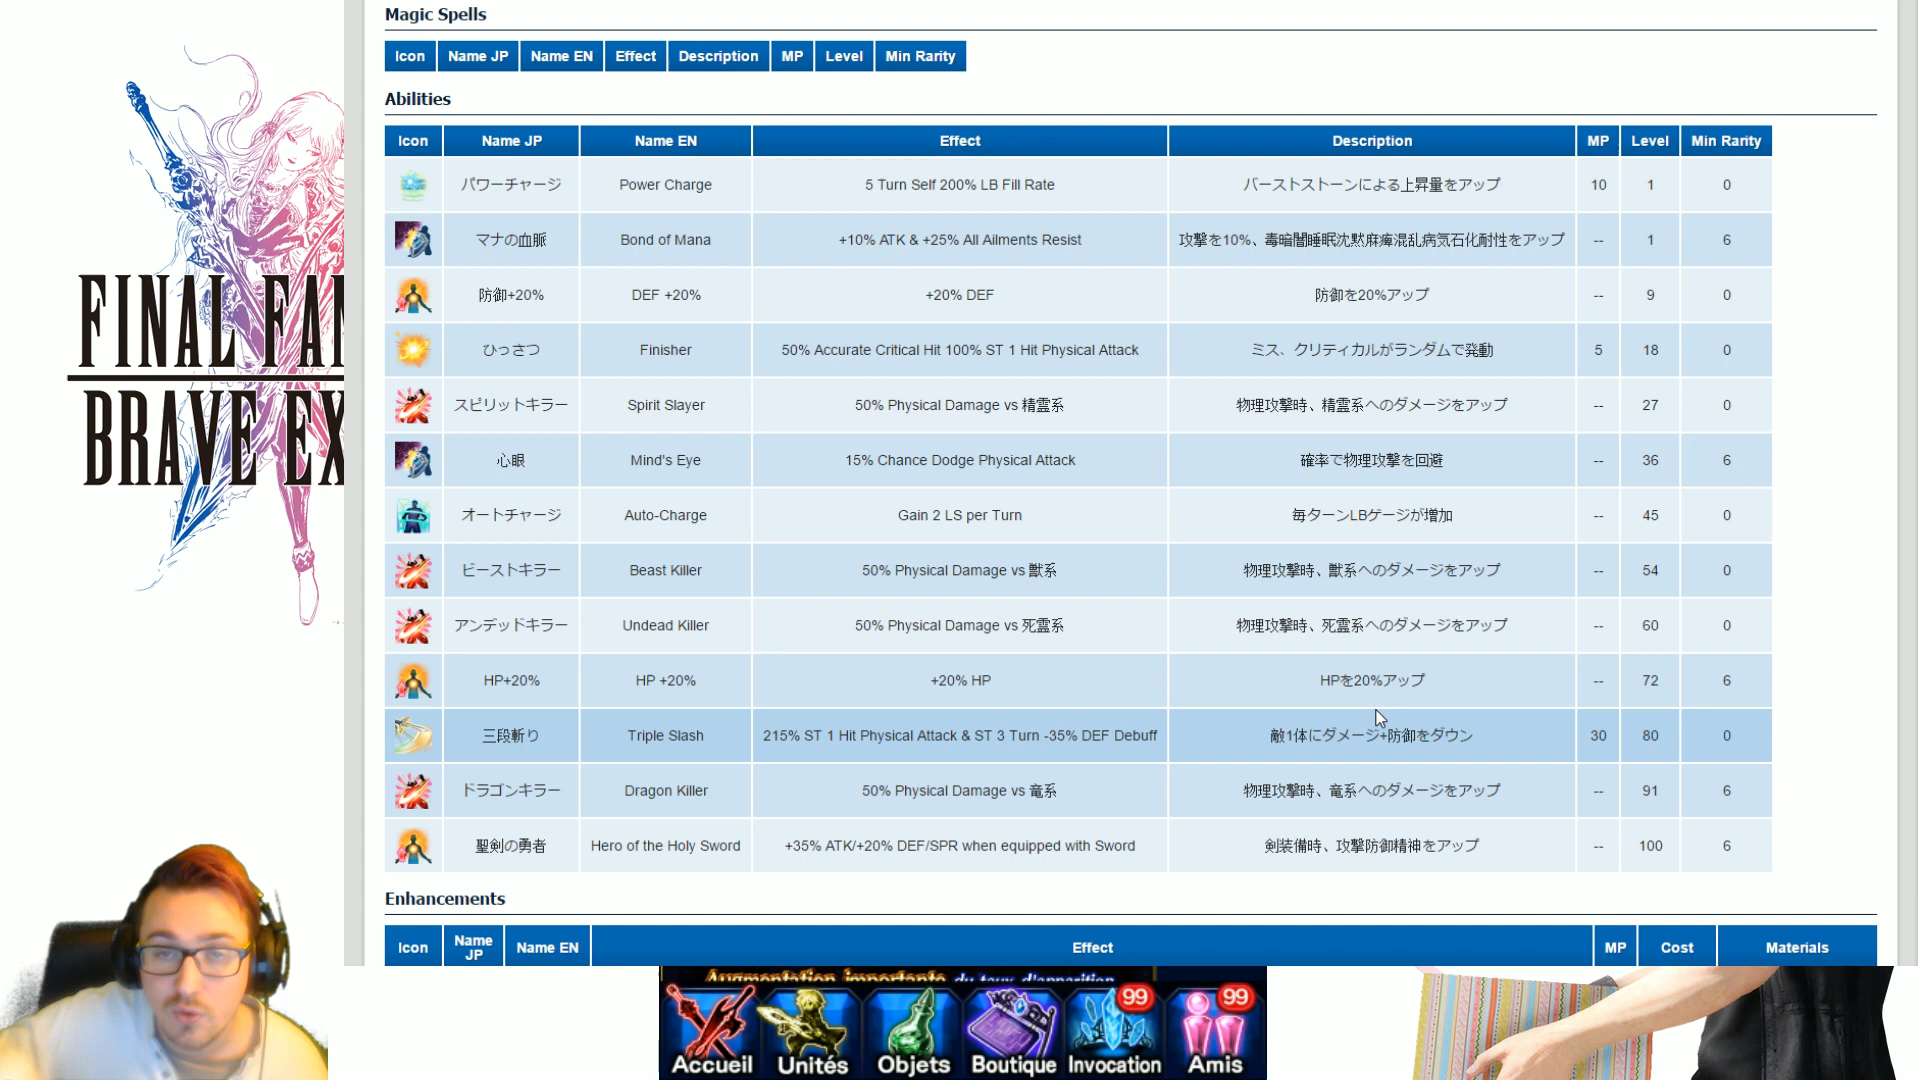 Magic Spells
Icon Name JP Name EN Effect Description MP Level Min Rarity
Abilities
Icon Name JP Name EN Effect Description MP Level Min Rarity
パワーチャージ Power Charge 5 Turn Self 200% LB Fill Rate バーストストーンによる上昇量をアップ 10 1 0
マナの血脈 Bond of Mana +10% ATK & +25% All Ailments Resist 攻撃を10%、毒暗闇睡眠沈黙麻痺混乱病気石化耐性をアップ -- 1 6
防御+20% DEF +20% +20% DEF 防御を20%アップ -- 9 0
ひっさつ Finisher 50% Accurate Critical Hit 100% ST 1 Hit Physical Attack ミス、クリティカルがランダムで発動 5 18 0
スピリットキラー Spirit Slayer 50% Physical Damage vs 精霊系 物理攻撃時、精霊系へのダメージをアップ -- 27 0
心眼 Mind's Eye 15% Chance Dodge Physical Attack 確率で物理攻撃を回避 -- 36 6
オートチャージ Auto-Charge Gain 2 LS per Turn 毎ターンLBゲージが増加 -- 45 0
ビーストキラー Beast Killer 50% Physical Damage vs 獣系 物理攻撃時、獣系へのダメージをアップ -- 54 0
アンデッドキラー Undead Killer 50% Physical Damage vs 死霊系 物理攻撃時、死霊系へのダメージをアップ -- 60 0
HP+20% HP +20% +20% HP HPを20%アップ -- 72 6
三段斬り Triple Slash 215% ST 1 Hit Physical Attack & ST 3 Turn -35% DEF Debuff 敵1体にダメージ+防御をダウン 30 80 0
ドラゴンキラー Dragon Killer 50% Physical Damage vs 竜系 物理攻撃時、竜系へのダメージをアップ -- 91 6
聖剣の勇者 Hero of the Holy Sword +35% ATK/+20% DEF/SPR when equipped with Sword 剣装備時、攻撃防御精神をアップ -- 100 6
Enhancements
Icon Name JP Name EN Effect MP Cost Materials
FINAL FAN
BRAVE EX
Augmentation importante du taux d'apparition
99 99
Accueil Unités Objets Boutique Invocation Amis